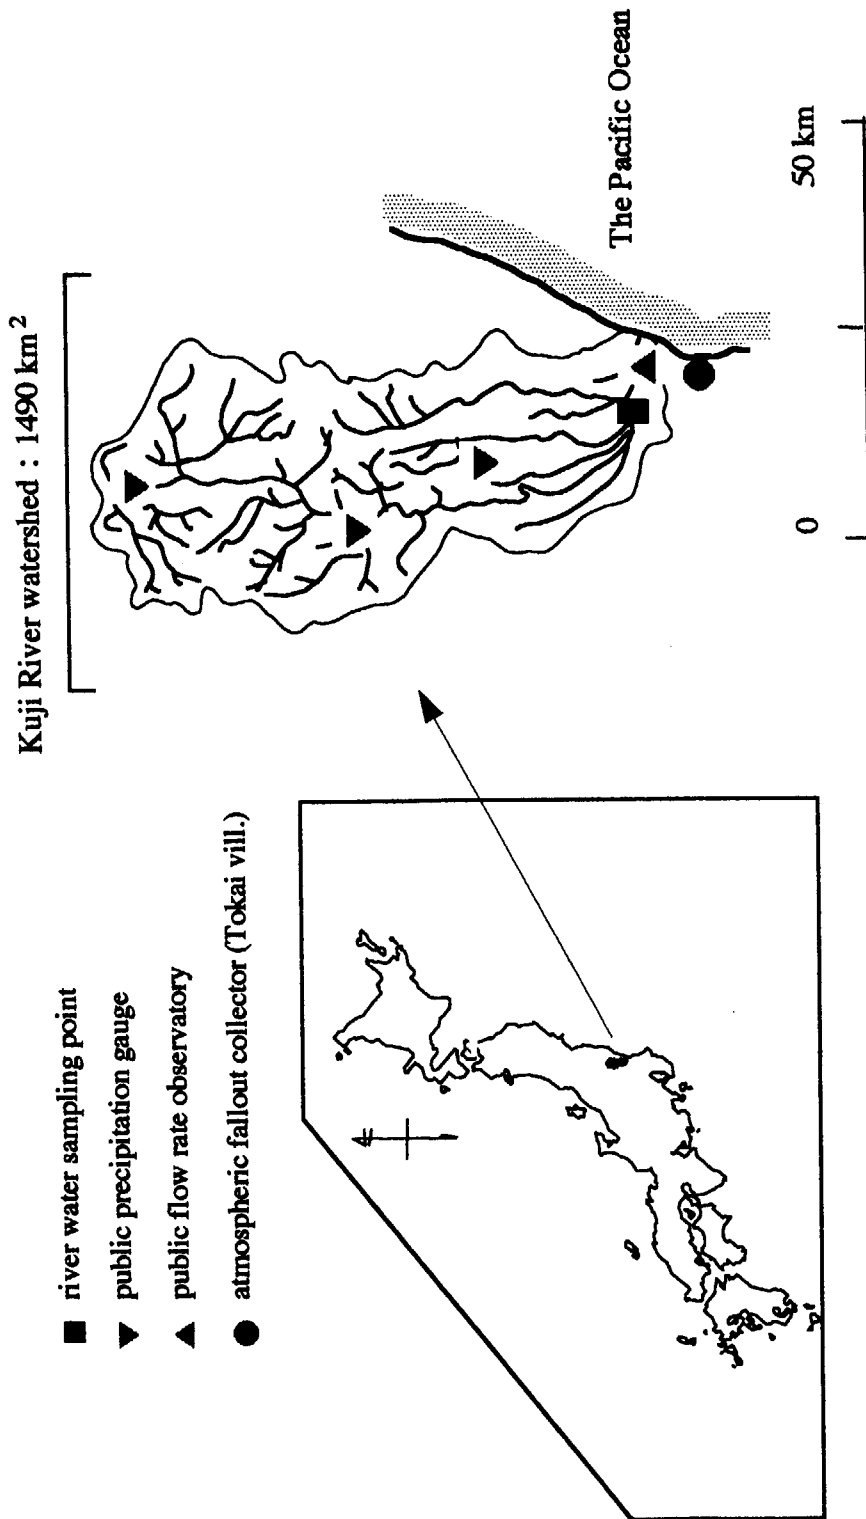 Kuji River watershed : 1490 km2
■ river water sampling point
▼ public precipitation gauge
▲ public flow rate observatory
● atmospheric fallout collector (Tokai vill.)
The Pacific Ocean
0
50 km